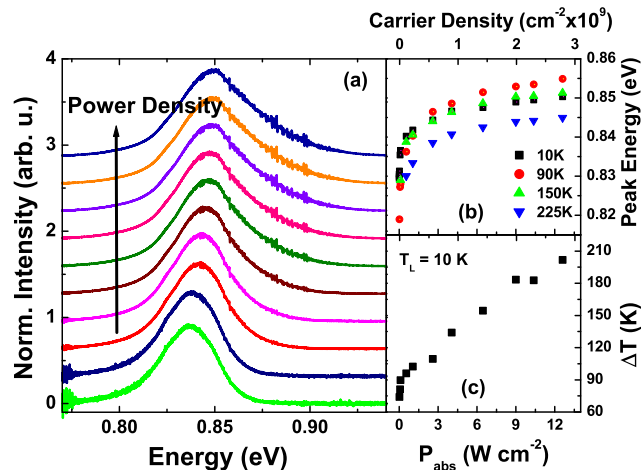 Carrier Density (cm⁻²x10⁹)
0 1 2 3
(a)
Power Density
Norm. Intensity (arb. u.)
4
3
2
1
0
0.80 0.85 0.90
Energy (eV)
0.86
0.85
0.84
0.83
0.82
Peak Energy (eV)
10K
90K
150K
225K
(b)
T_L = 10 K
210
180
150
120
90
60
ΔT (K)
(c)
0 3 6 9 12
P_abs (W cm⁻²)